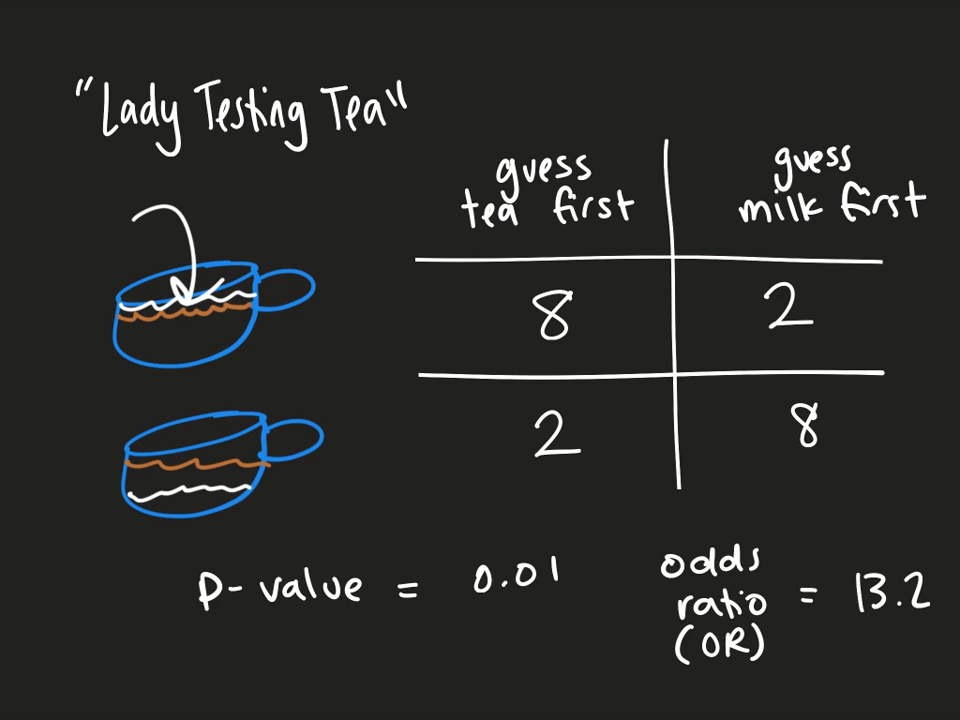 "Lady Testing Tea"
guess
tea first
guess
milk first
8 2
2 8
p-value = 0.01
odds
ratio = 13.2
(OR)